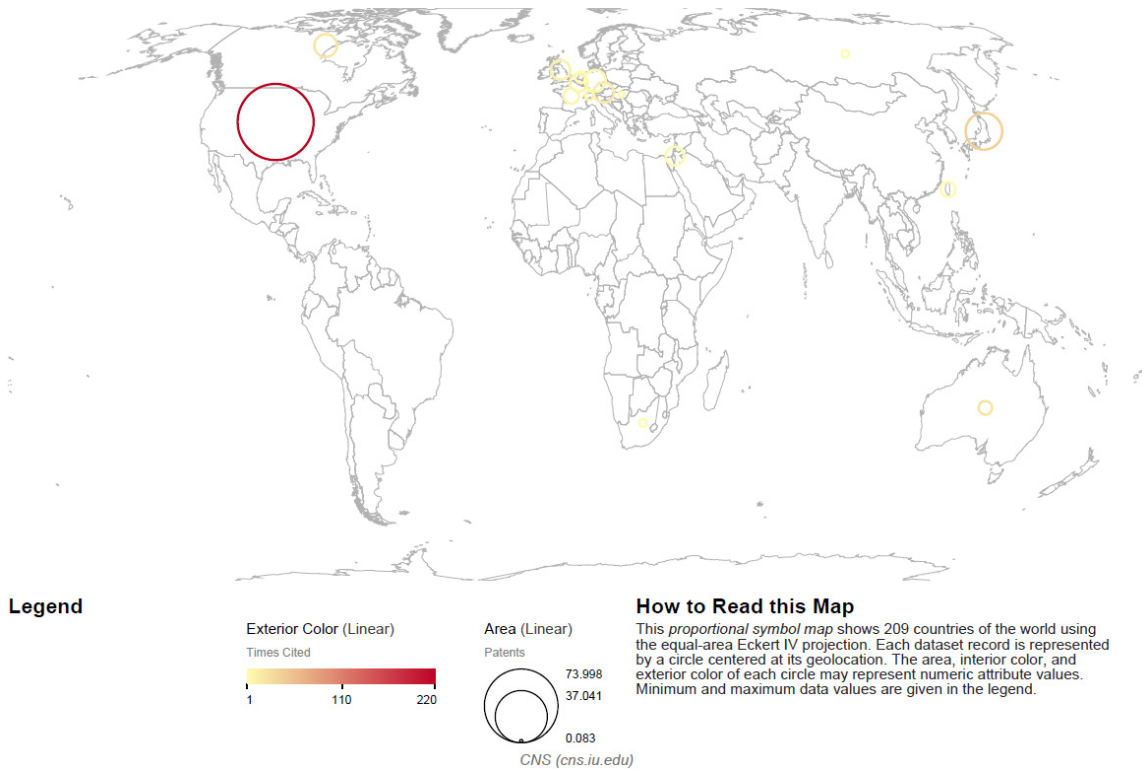 Legend
Exterior Color (Linear)
Times Cited
1
110
220
Area (Linear)
Patents
73.998
37.041
0.083
How to Read this Map
This proportional symbol map shows 209 countries of the world using
the equal-area Eckert IV projection. Each dataset record is represented
by a circle centered at its geolocation. The area, interior color, and
exterior color of each circle may represent numeric attribute values.
Minimum and maximum data values are given in the legend.
CNS (cns.iu.edu)